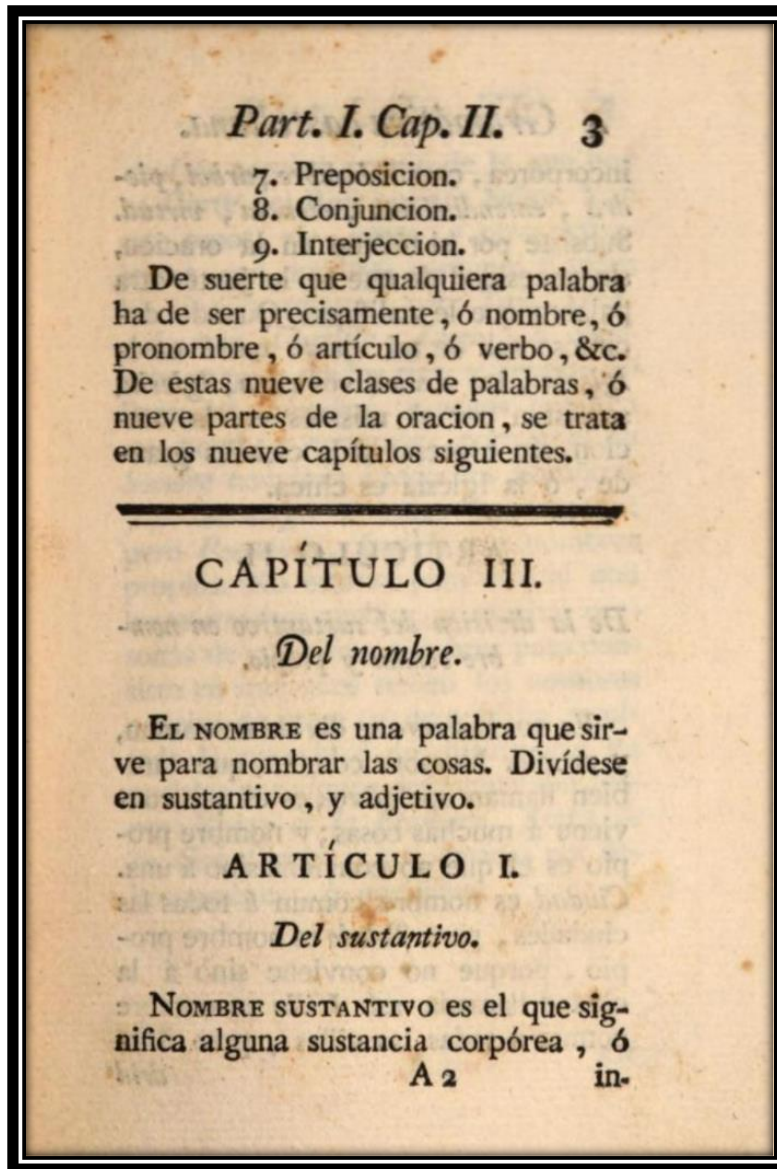 Part. I. Cap. II. 3
7. Preposicion.
8. Conjuncion.
9. Interjeccion.
De suerte que qualquiera palabra
ha de ser precisamente, ó nombre, ó
pronombre, ó artículo, ó verbo, &c.
De estas nueve clases de palabras, ó
nueve partes de la oracion, se trata
en los nueve capítulos siguientes.
CAPÍTULO III.
Del nombre.
EL NOMBRE es una palabra que sir-
ve para nombrar las cosas. Divídese
en sustantivo, y adjetivo.
ARTÍCULO I.
Del sustantivo.
NOMBRE SUSTANTIVO es el que sig-
nifica alguna sustancia corpórea, ó
A 2 in-